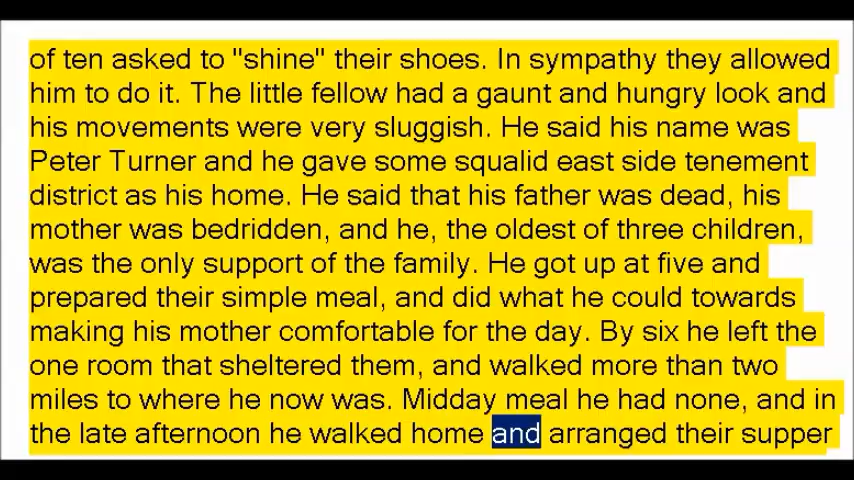 of ten asked to "shine" their shoes. In sympathy they allowed
him to do it. The little fellow had a gaunt and hungry look and
his movements were very sluggish. He said his name was
Peter Turner and he gave some squalid east side tenement
district as his home. He said that his father was dead, his
mother was bedridden, and he, the oldest of three children,
was the only support of the family. He got up at five and
prepared their simple meal, and did what he could towards
making his mother comfortable for the day. By six he left the
one room that sheltered them, and walked more than two
miles to where he now was. Midday meal he had none, and in
the late afternoon he walked home and arranged their supper